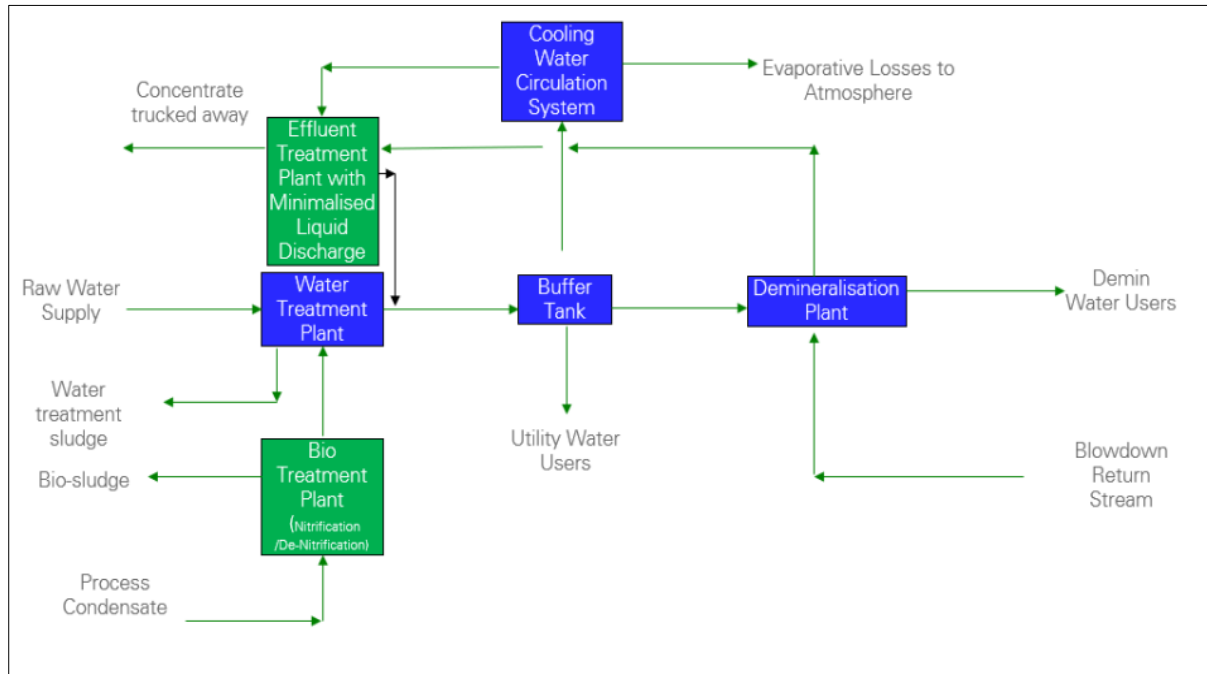 Cooling
Water
Circulation
System
Evaporative Losses to
Atmosphere
Concentrate
trucked away
Effluent
Treatment
Plant with
Minimalised
Liquid
Discharge
Raw Water
Supply
Water
Treatment
Plant
Buffer
Tank
Demineralisation
Plant
Demin
Water Users
Water
treatment
sludge
Utility Water
Users
Bio-sludge
Bio
Treatment
Plant
(Nitrification
/De-Nitrification)
Blowdown
Return
Stream
Process
Condensate